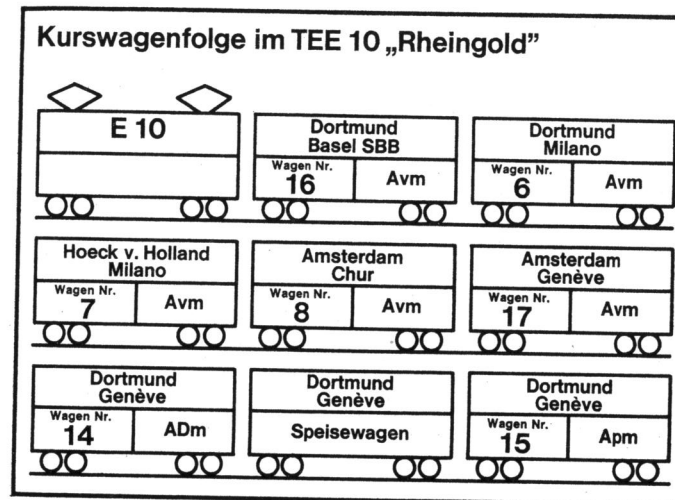 Kurswagenfolge im TEE 10 „Rheingold”
E 10
Dortmund
Basel SBB
Wagen Nr.
16
Avm
Dortmund
Milano
Wagen Nr.
6
Avm
Hoeck v. Holland
Milano
Wagen Nr.
7
Avm
Amsterdam
Chur
Wagen Nr.
8
Avm
Amsterdam
Genève
Wagen Nr.
17
Avm
Dortmund
Genève
Wagen Nr.
14
ADm
Dortmund
Genève
Speisewagen
Dortmund
Genève
Wagen Nr.
15
Apm